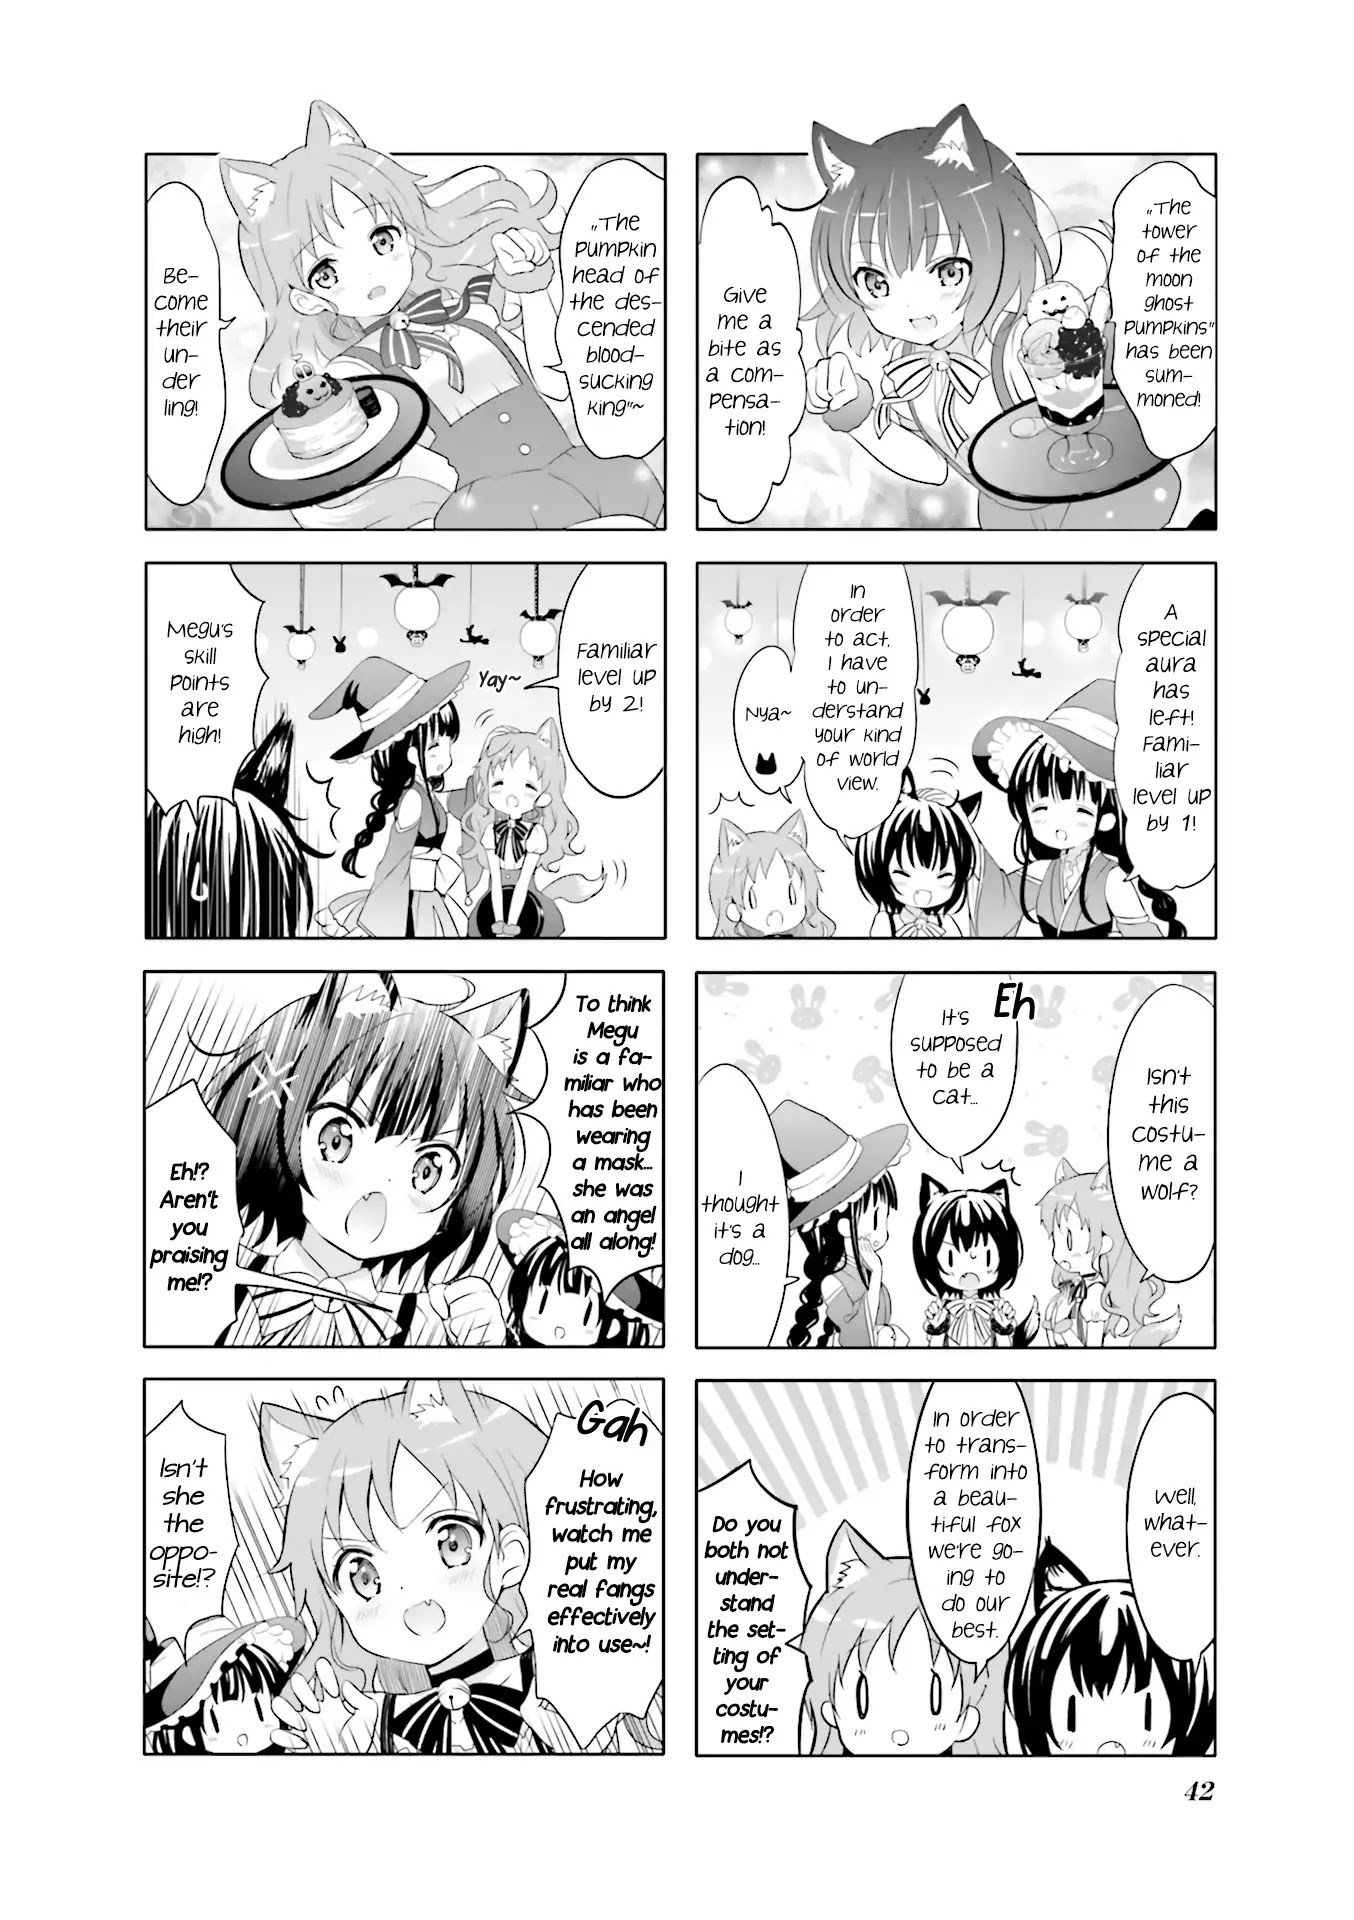 „The
tower
of the
moon
ghost
pumpkins"
has been
sum-
moned!
Give
me a
bite as
a com-
pensa-
tion!
A
special
aura
has
left!
Fami-
liar
level up
by 1!
In
order
to act,
I have
to un-
derstand
your kind
of world
view.
Nya~
Isn't
this
costu-
me a
wolf?
Eh
It's
supposed
to be a
cat...
I
thought
it's a
dog...
Well,
what-
ever.
In order
to trans-
form into
a beau-
tiful fox
we're go-
ing to
do our
best.
Do you
both not
under-
stand
the set-
ting of
your
costu-
mes!?
„The
pumpkin
head of
the des-
cended
blood-
sucking
king"~
Be-
come
their
un-
der
ling!
Familiar
level up
by 2!
Yay~
Megu's
skill
points
are
high!
To think
Megu
is a fa-
miliar who
has been
wearing
a mask...
she was
an angel
all along!
Eh!?
Aren't
you
praising
me!?
Gah
How
frustrating,
watch me
put my
real fangs
effectively
into use~!
Isn't
she
the
oppo-
site!?
42